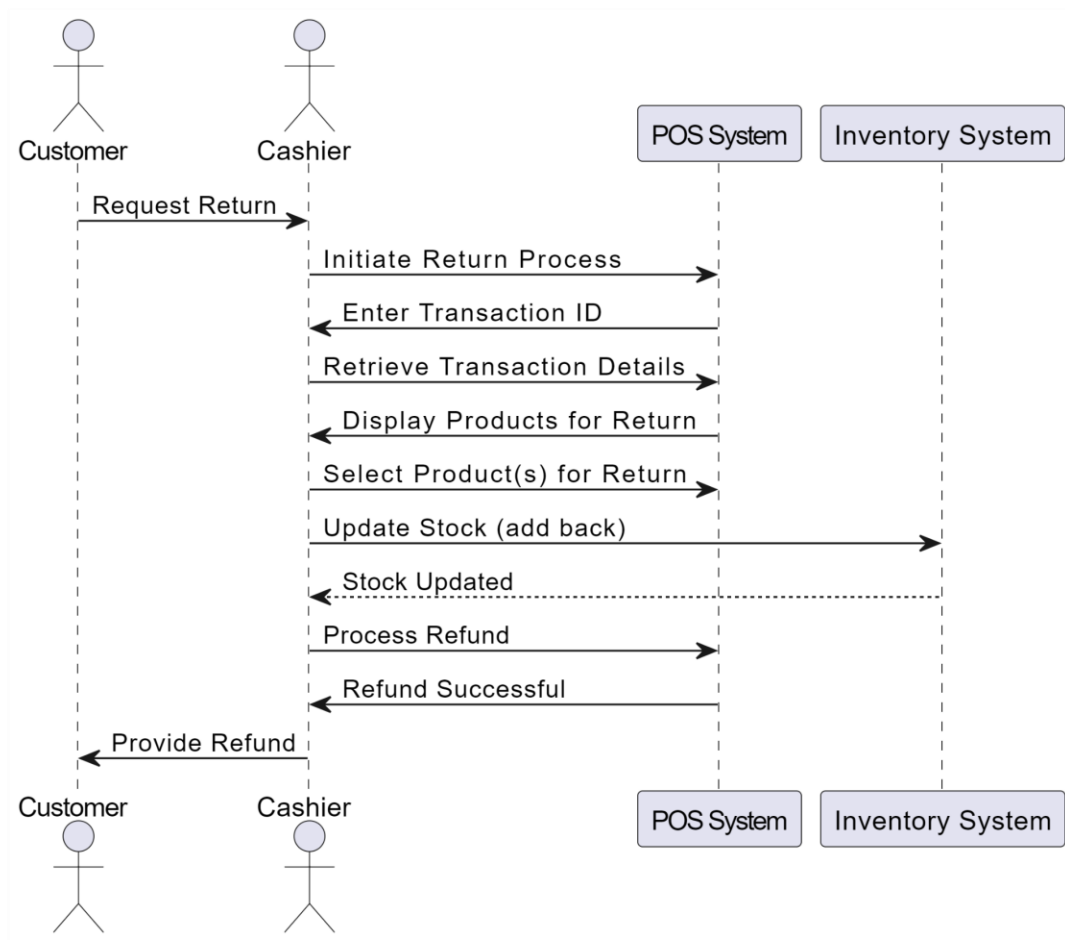 Customer
Cashier
POS System
Inventory System
Request Return
Initiate Return Process
Enter Transaction ID
Retrieve Transaction Details
Display Products for Return
Select Product(s) for Return
Update Stock (add back)
Stock Updated
Process Refund
Refund Successful
Provide Refund
Customer
Cashier
POS System
Inventory System